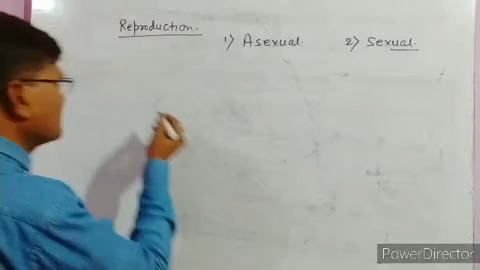 Reproduction.
1) Asexual. 2) Sexual.
PowerDirector